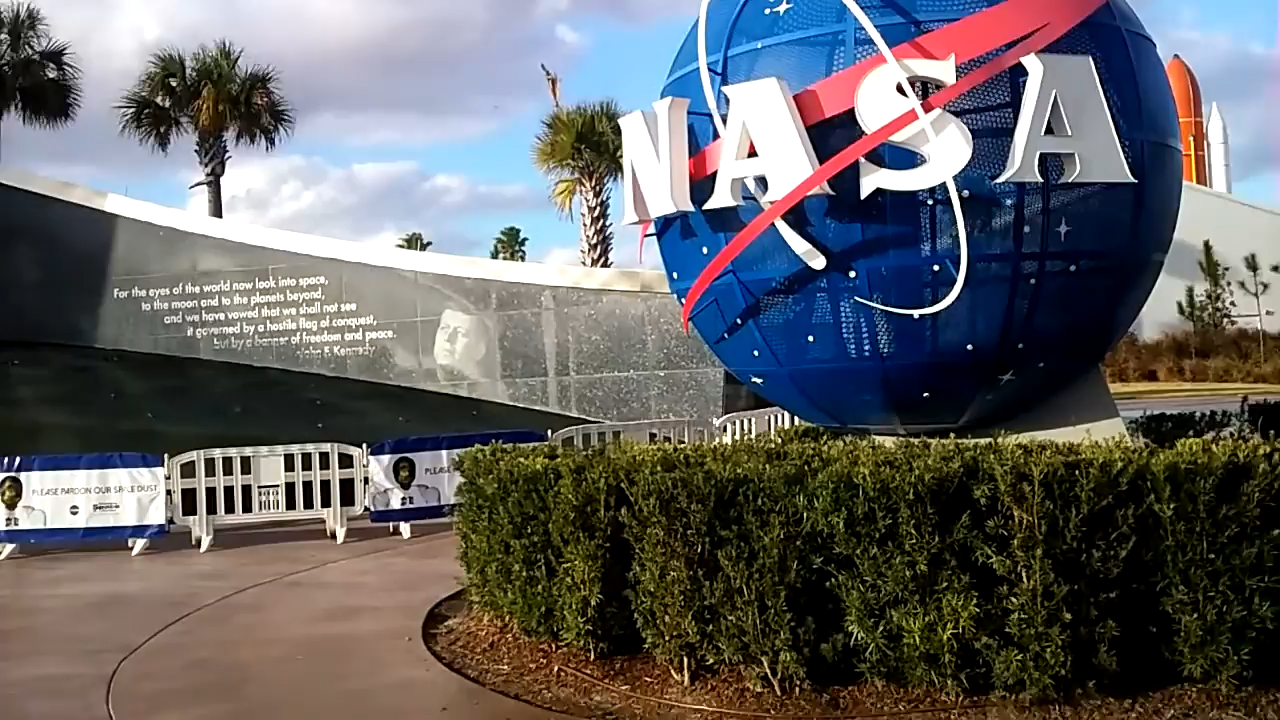 NASA
For the eyes of the world now look into space,
to the moon and to the planets beyond,
and we have vowed that we shall not see
it governed by a hostile flag of conquest,
but by a banner of freedom and peace.
John F. Kennedy
PLEASE PARDON OUR SPACE DUST
PLEASE